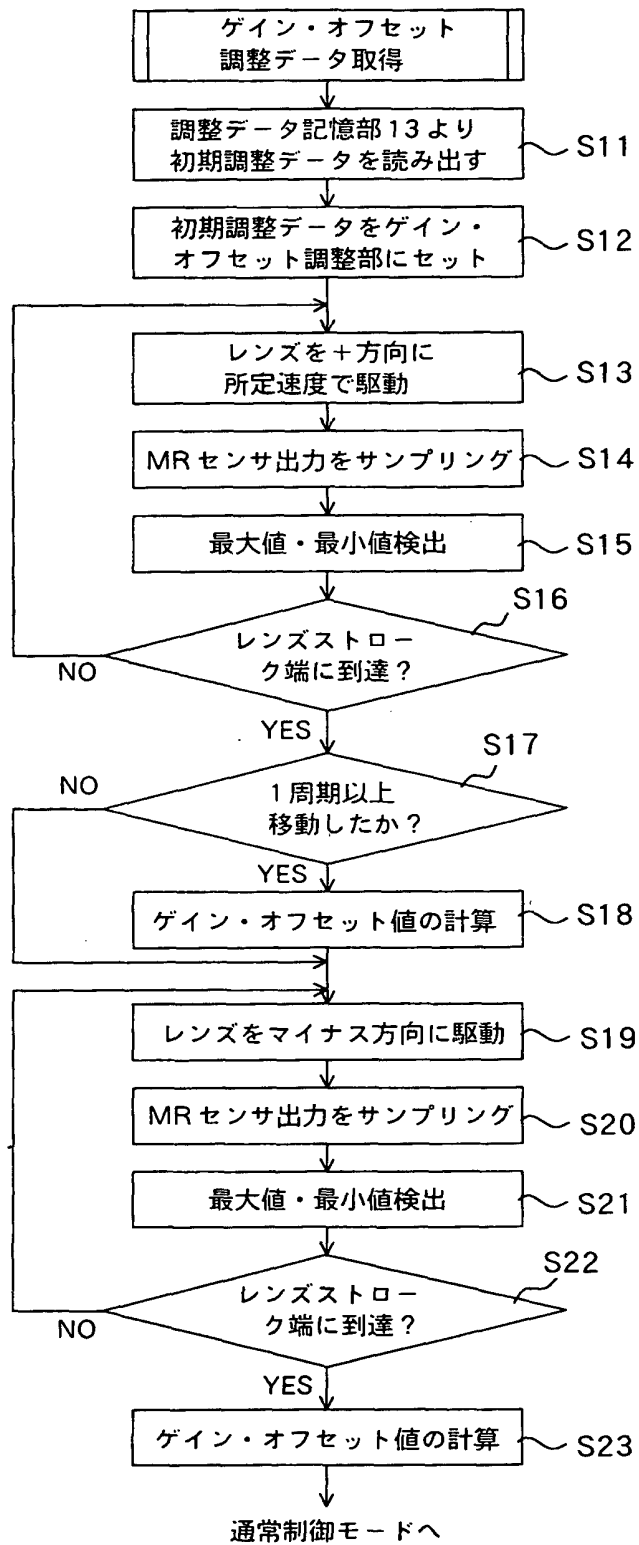 ゲイン・オフセット
調整データ取得
調整データ記憶部13より
初期調整データを読み出す
S11
初期調整データをゲイン・
オフセット調整部にセット
S12
レンズを+方向に
所定速度で駆動
S13
MRセンサ出力をサンプリング
S14
最大値・最小値検出
S15
S16
レンズストロー
ク端に到達?
NO
YES
S17
NO
1周期以上
移動したか?
YES
ゲイン・オフセット値の計算
S18
レンズをマイナス方向に駆動
S19
MRセンサ出力をサンプリング
S20
最大値・最小値検出
S21
S22
レンズストロー
ク端に到達?
NO
YES
ゲイン・オフセット値の計算
S23
通常制御モードへ